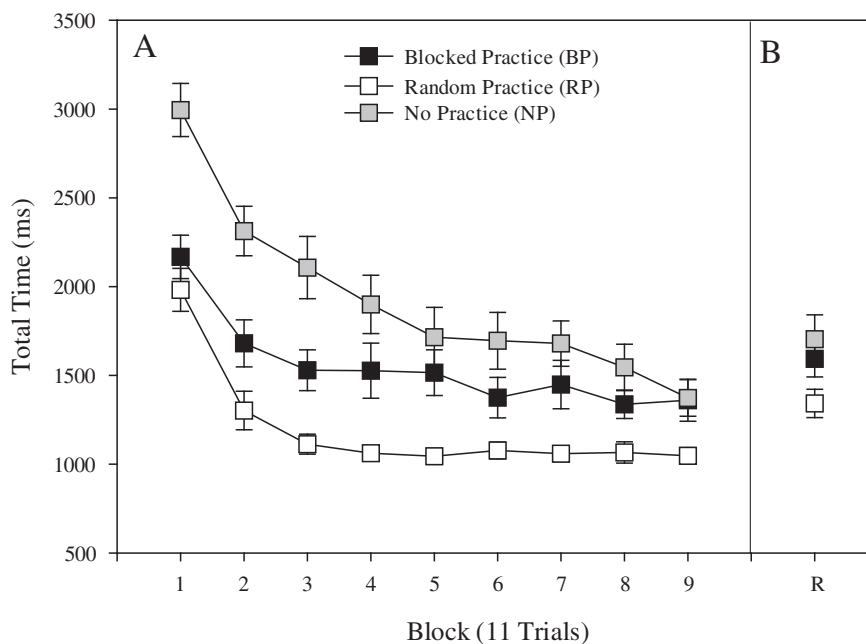 A
B
Blocked Practice (BP)
Random Practice (RP)
No Practice (NP)
Total Time (ms)
3500
3000
2500
2000
1500
1000
500
1 2 3 4 5 6 7 8 9 R
Block (11 Trials)